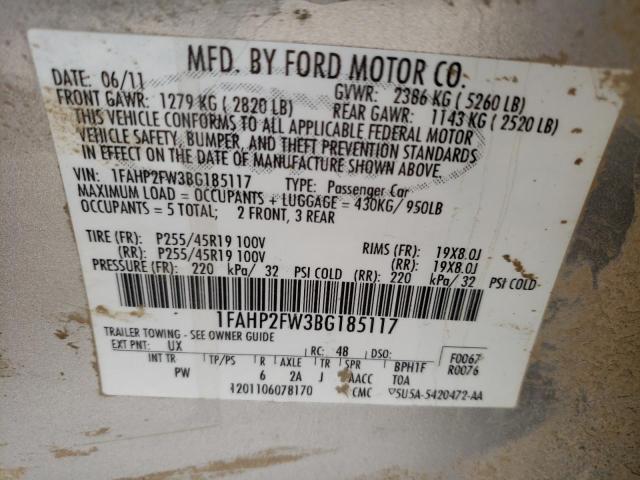 MFD. BY FORD MOTOR CO.
DATE: 06/11 GVWR: 2386 KG ( 5260 LB)
FRONT GAWR: 1279 KG ( 2820 LB) REAR GAWR: 1143 KG ( 2520 LB)
THIS VEHICLE CONFORMS TO ALL APPLICABLE FEDERAL MOTOR
VEHICLE SAFETY, BUMPER, AND THEFT PREVENTION STANDARDS
IN EFFECT ON THE DATE OF MANUFACTURE SHOWN ABOVE.
VIN: 1FAHP2FW3BG185117 TYPE: Passenger Car
MAXIMUM LOAD = OCCUPANTS + LUGGAGE = 430KG/ 950LB
OCCUPANTS = 5 TOTAL; 2 FRONT, 3 REAR
TIRE (FR): P255/45R19 100V RIMS (FR): 19X8.0J
(RR): P255/45R19 100V (RR): 19X8.0J
PRESSURE (FR): 220 kPa/ 32 PSI COLD (RR): 220 kPa/ 32 PSI COLD
1FAHP2FW3BG185117
TRAILER TOWING - SEE OWNER GUIDE
EXT PNT: UX RC: 48 DSO: F0067
INT TR TP/PS R AXLE TR SPR BPH1F R0076
PW 6 2A J AACC TOA
1201106078170 CMC 5U5A-5420472-AA